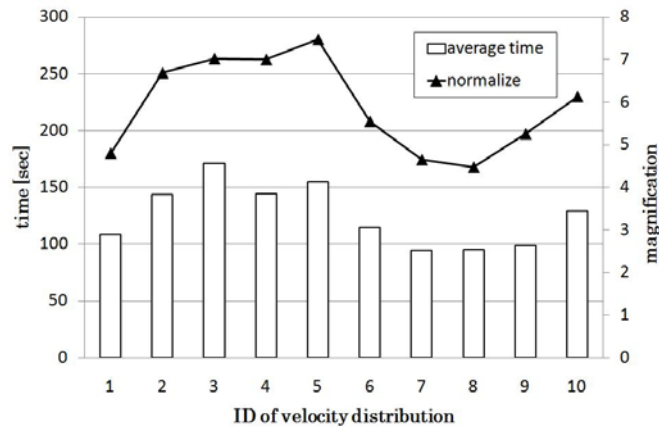 300
250
200
150
100
50
0
time [sec]
average time
normalize
8
7
6
5
4
3
2
1
0
magnification
1 2 3 4 5 6 7 8 9 10
ID of velocity distribution